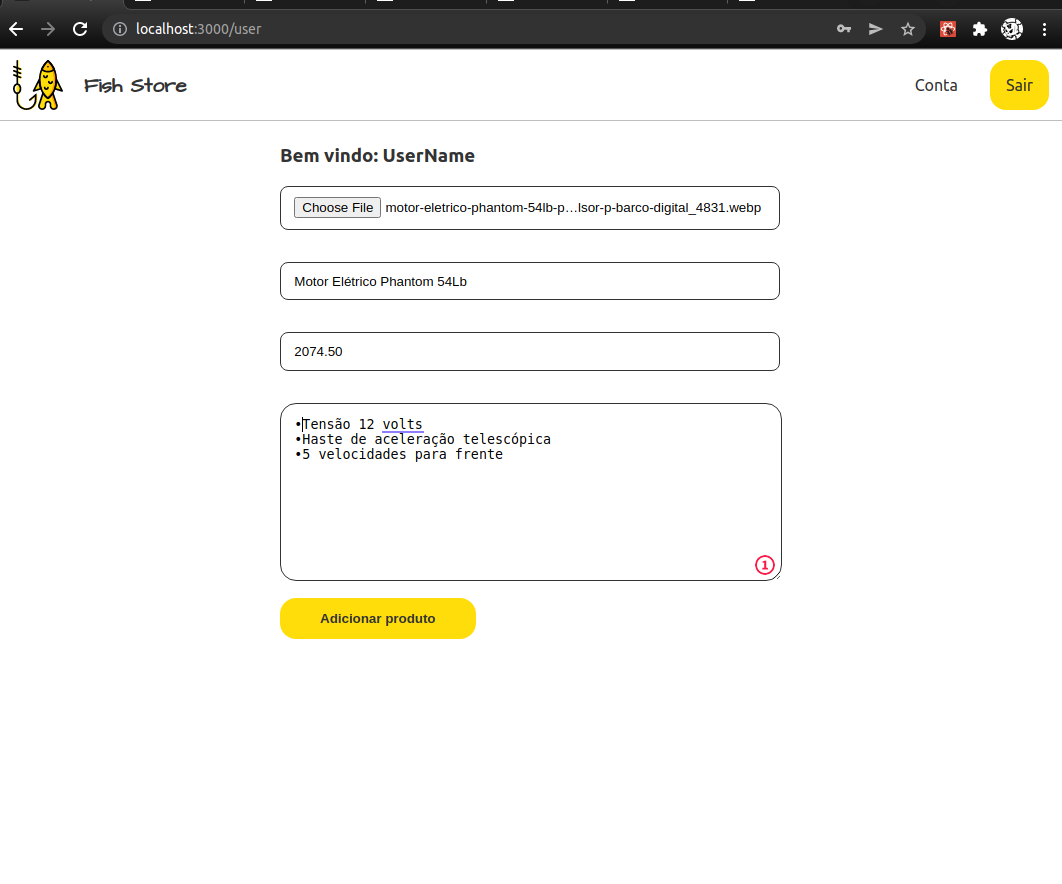 localhost:3000/user
Fish Store
Conta
Sair
Bem vindo: UserName
Choose File motor-eletrico-phantom-54lb-p…lsor-p-barco-digital_4831.webp
Motor Elétrico Phantom 54Lb
2074.50
•Tensão 12 volts
•Haste de aceleração telescópica
•5 velocidades para frente
1
Adicionar produto